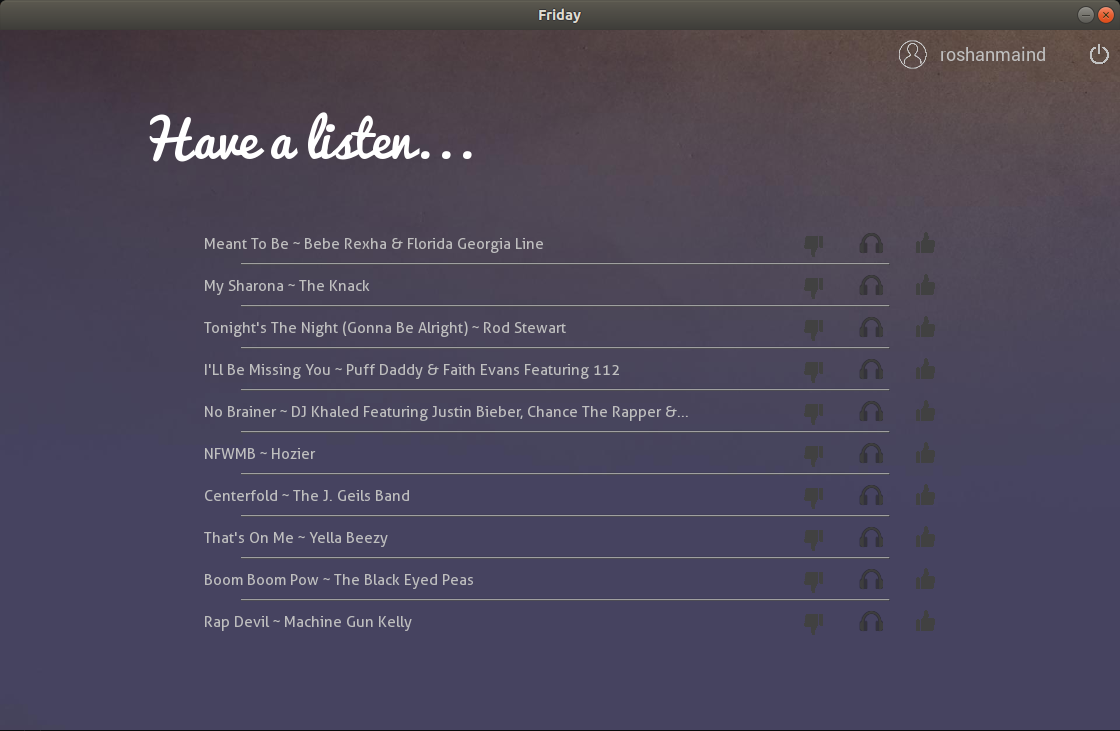 Friday
roshanmaind
Have a listen...
Meant To Be ~ Bebe Rexha & Florida Georgia Line
My Sharona ~ The Knack
Tonight's The Night (Gonna Be Alright) ~ Rod Stewart
I'Ll Be Missing You ~ Puff Daddy & Faith Evans Featuring 112
No Brainer ~ DJ Khaled Featuring Justin Bieber, Chance The Rapper &...
NFWMB ~ Hozier
Centerfold ~ The J. Geils Band
That's On Me ~ Yella Beezy
Boom Boom Pow ~ The Black Eyed Peas
Rap Devil ~ Machine Gun Kelly